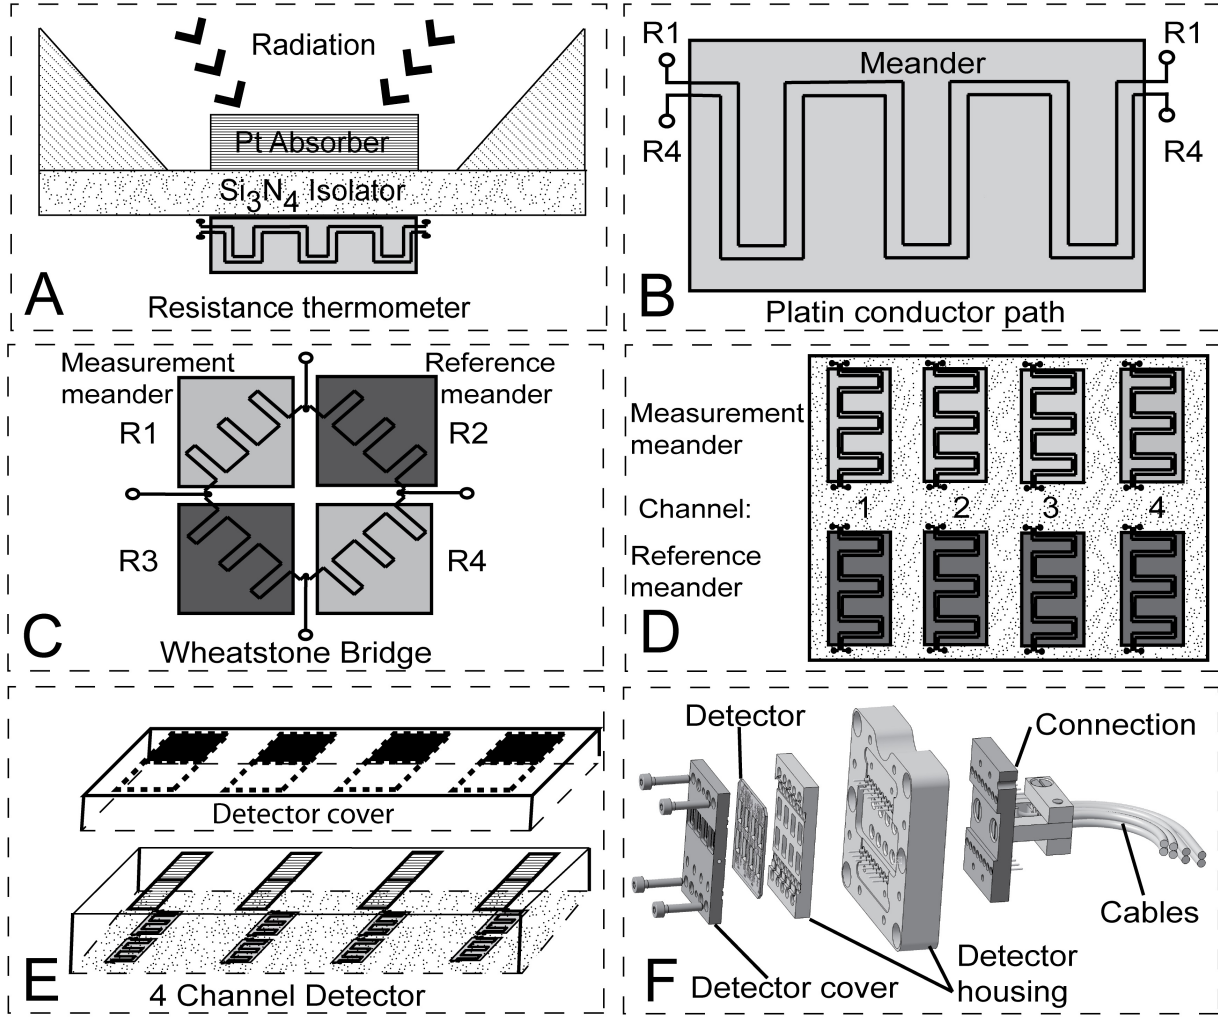 Radiation
Pt Absorber
Si3N4 Isolator
A
Resistance thermometer
R1
R1
Meander
R4
R4
B
Platin conductor path
Measurement
meander
Reference
meander
R1
R2
R3
R4
C
Wheatstone Bridge
Measurement
meander
Channel:
1
2
3
4
Reference
meander
D
Detector cover
E
4 Channel Detector
Detector
Connection
Cables
F
Detector cover
Detector
housing